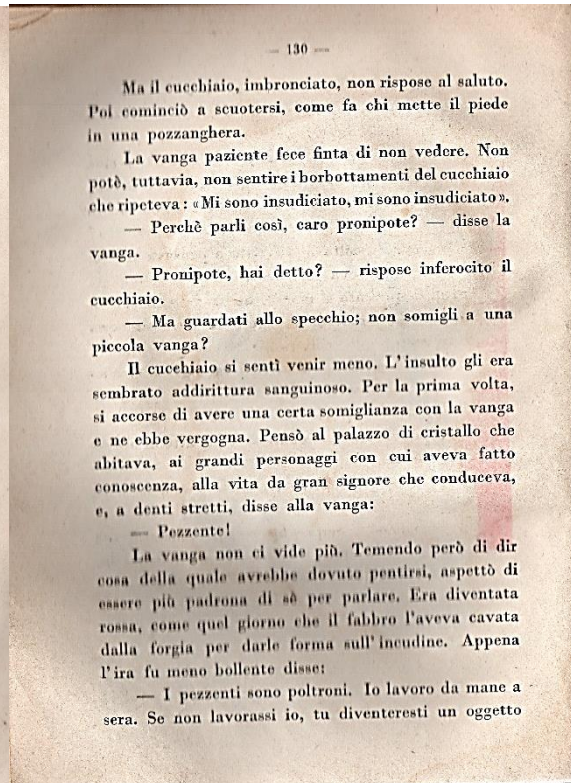 — 130 —
Ma il cucchiaio, imbronciato, non rispose al saluto.
Poi cominciò a scuotersi, come fa chi mette il piede
in una pozzanghera.
La vanga paziente fece finta di non vedere. Non
potè, tuttavia, non sentire i borbottamenti del cucchiaio
che ripeteva: «Mi sono insudiciato, mi sono insudiciato».
— Perchè parli così, caro pronipote? — disse la
vanga.
— Pronipote, hai detto? — rispose inferocito il
cucchiaio.
— Ma guardati allo specchio; non somigli a una
piccola vanga?
Il cucchiaio si sentì venir meno. L'insulto gli era
sembrato addirittura sanguinoso. Per la prima volta,
si accorse di avere una certa somiglianza con la vanga
e ne ebbe vergogna. Pensò al palazzo di cristallo che
abitava, ai grandi personaggi con cui aveva fatto
conoscenza, alla vita da gran signore che conduceva,
e, a denti stretti, disse alla vanga:
— Pezzente!
La vanga non ci vide più. Temendo però di dir
cosa della quale avrebbe dovuto pentirsi, aspettò di
essere più padrona di sè per parlare. Era diventata
rossa, come quel giorno che il fabbro l'aveva cavata
dalla forgia per darle forma sull'incudine. Appena
l'ira fu meno bollente disse:
— I pezzenti sono poltroni. Io lavoro da mane a
sera. Se non lavorassi io, tu diventeresti un oggetto